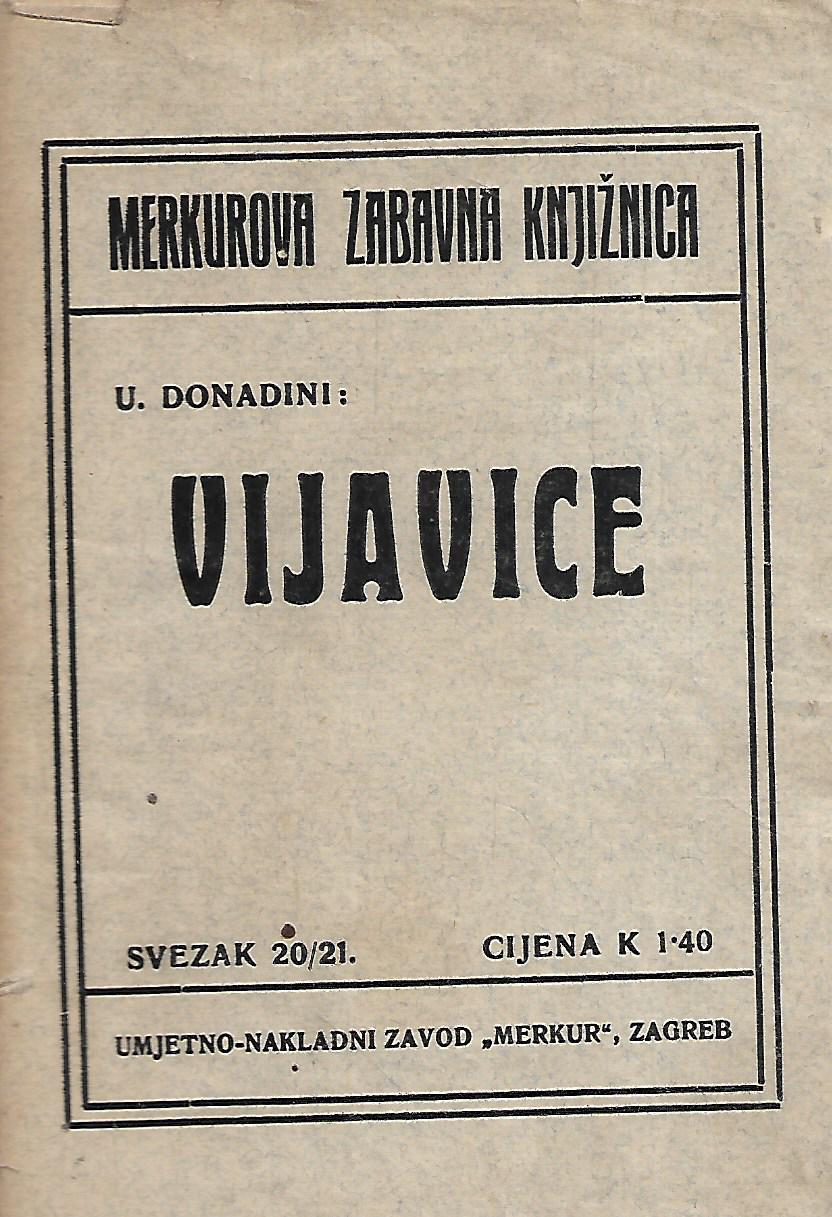 MERKUROVA ZABAVNA KNJIŽNICA
U. DONADINI:
VIJAVICE
SVEZAK 20/21.
CIJENA K 1·40
UMJETNO-NAKLADNI ZAVOD „MERKUR“, ZAGREB